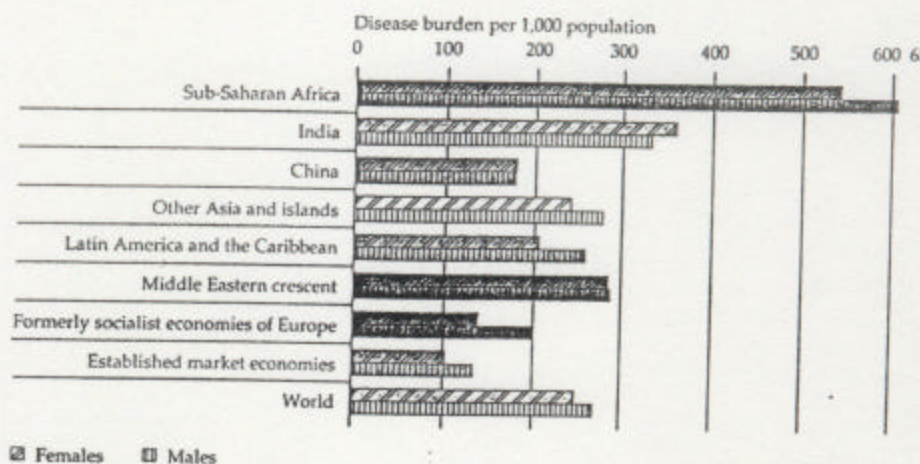 Disease burden per 1,000 population
0 100 200 300 400 500 600 6
Sub-Saharan Africa
India
China
Other Asia and islands
Latin America and the Caribbean
Middle Eastern crescent
Formerly socialist economies of Europe
Established market economies
World
Females Males